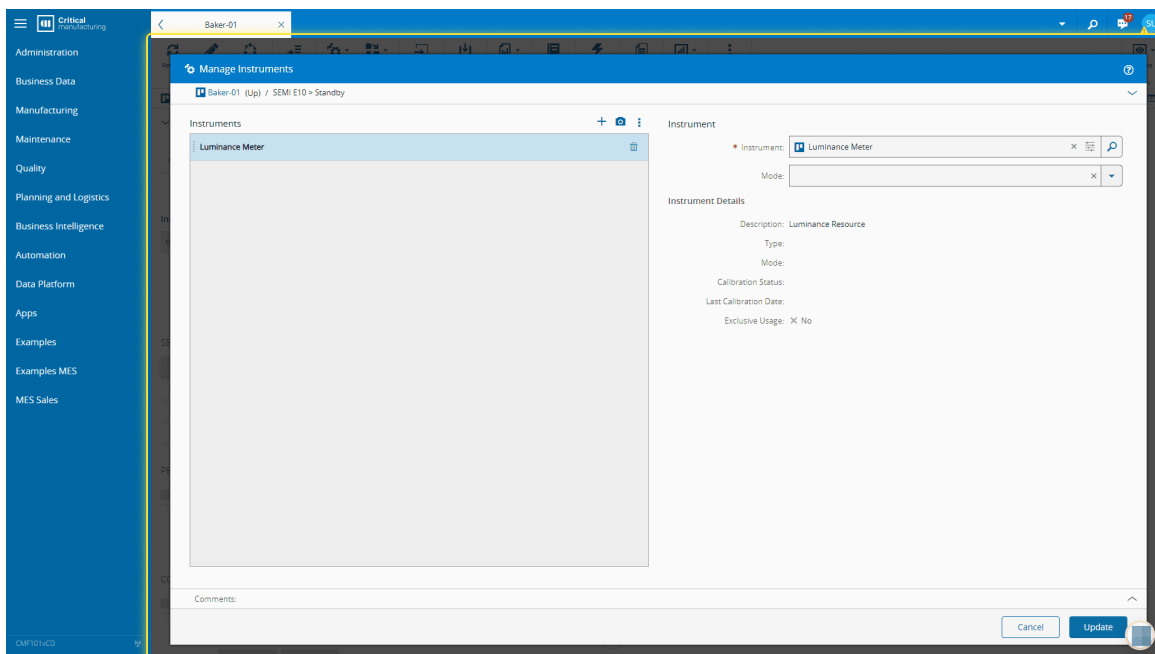 Critical
manufacturing
Baker-01
17
SU
Administration
Business Data
Manufacturing
Maintenance
Quality
Planning and Logistics
Business Intelligence
Automation
Data Platform
Apps
Examples
Examples MES
MES Sales
CMF101vCD
Manage Instruments
Baker-01 (Up) / SEMI E10 > Standby
Instruments
Luminance Meter
Instrument
* Instrument: Luminance Meter
Mode:
Instrument Details
Description: Luminance Resource
Type:
Mode:
Calibration Status:
Last Calibration Date:
Exclusive Usage: No
Comments:
Cancel
Update